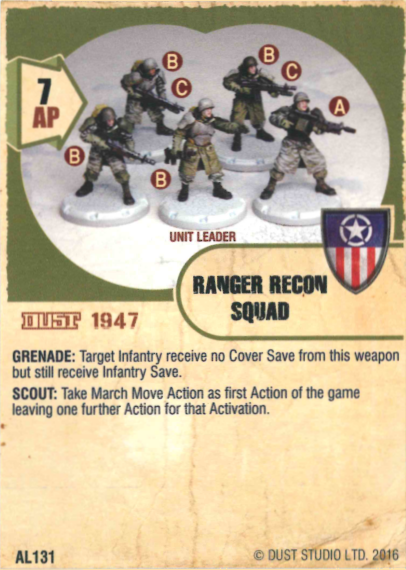 7
AP
B
C
B
C
A
B
B
UNIT LEADER
RANGER RECON
SQUAD
DUST 1947
GRENADE: Target Infantry receive no Cover Save from this weapon
but still receive Infantry Save.
SCOUT: Take March Move Action as first Action of the game
leaving one further Action for that Activation.
AL131
© DUST STUDIO LTD. 2016